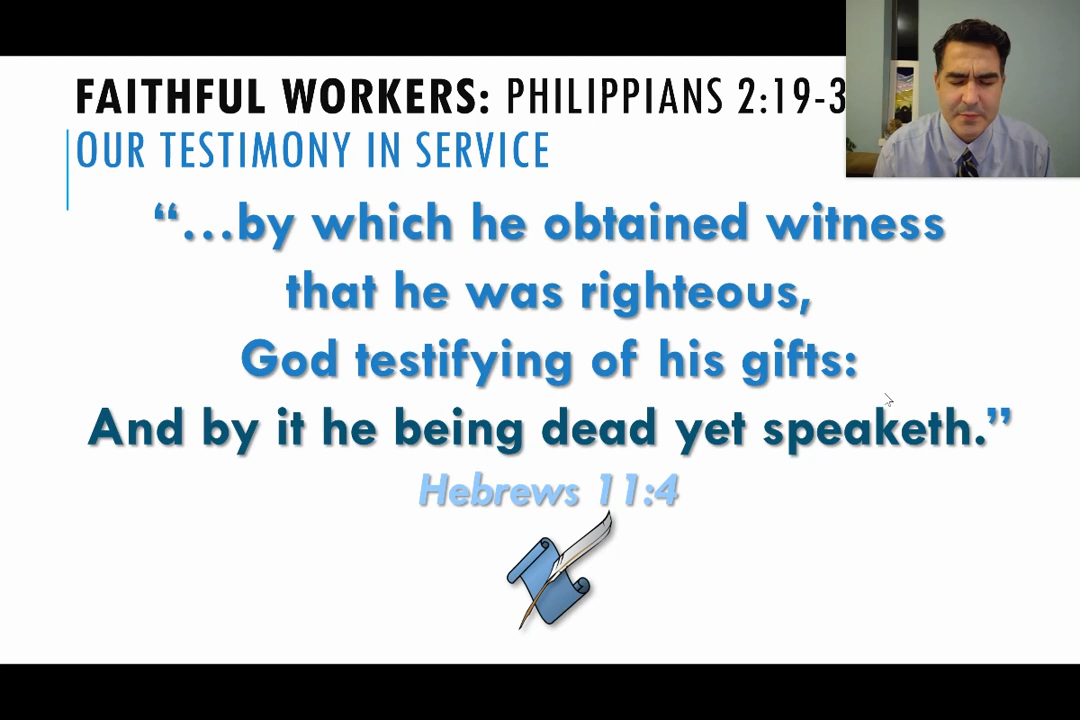 FAITHFUL WORKERS: PHILIPPIANS 2:19-3
OUR TESTIMONY IN SERVICE
“…by which he obtained witness
that he was righteous,
God testifying of his gifts:
And by it he being dead yet speaketh.”
Hebrews 11:4